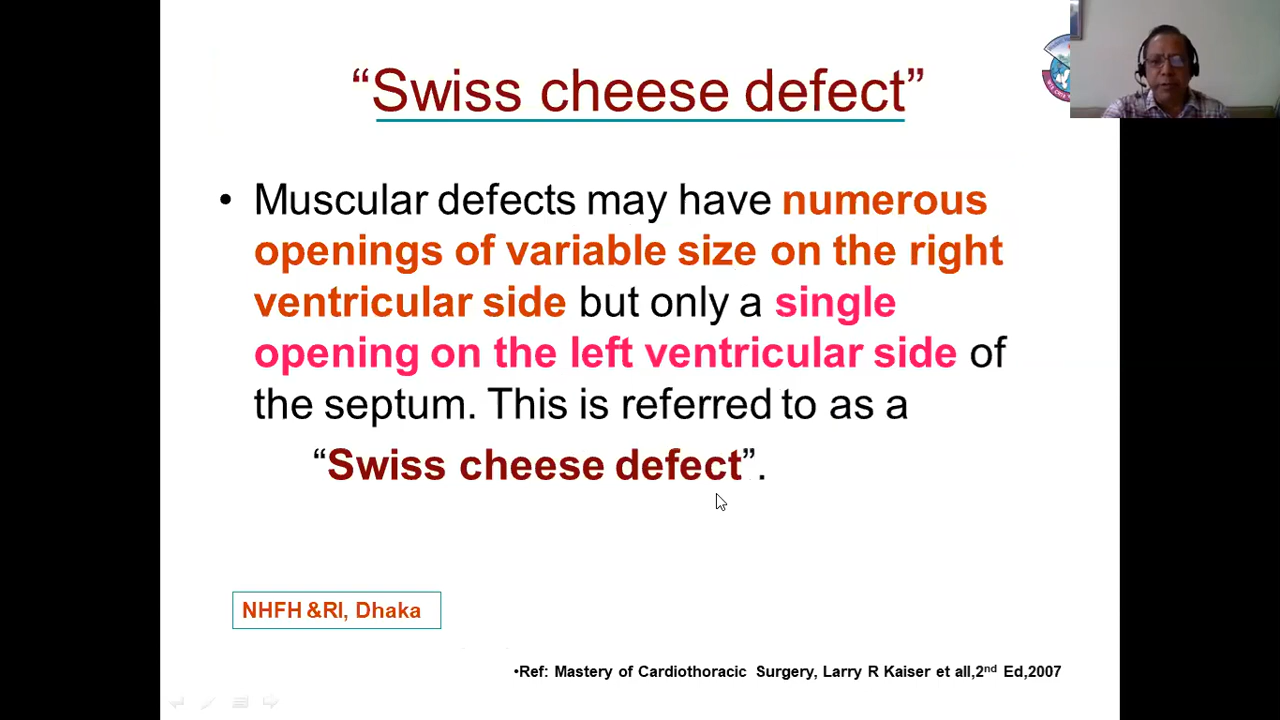 “Swiss cheese defect”
• Muscular defects may have numerous
openings of variable size on the right
ventricular side but only a single
opening on the left ventricular side of
the septum. This is referred to as a
“Swiss cheese defect”.
NHFH &RI, Dhaka
•Ref: Mastery of Cardiothoracic Surgery, Larry R Kaiser et all,2nd Ed,2007